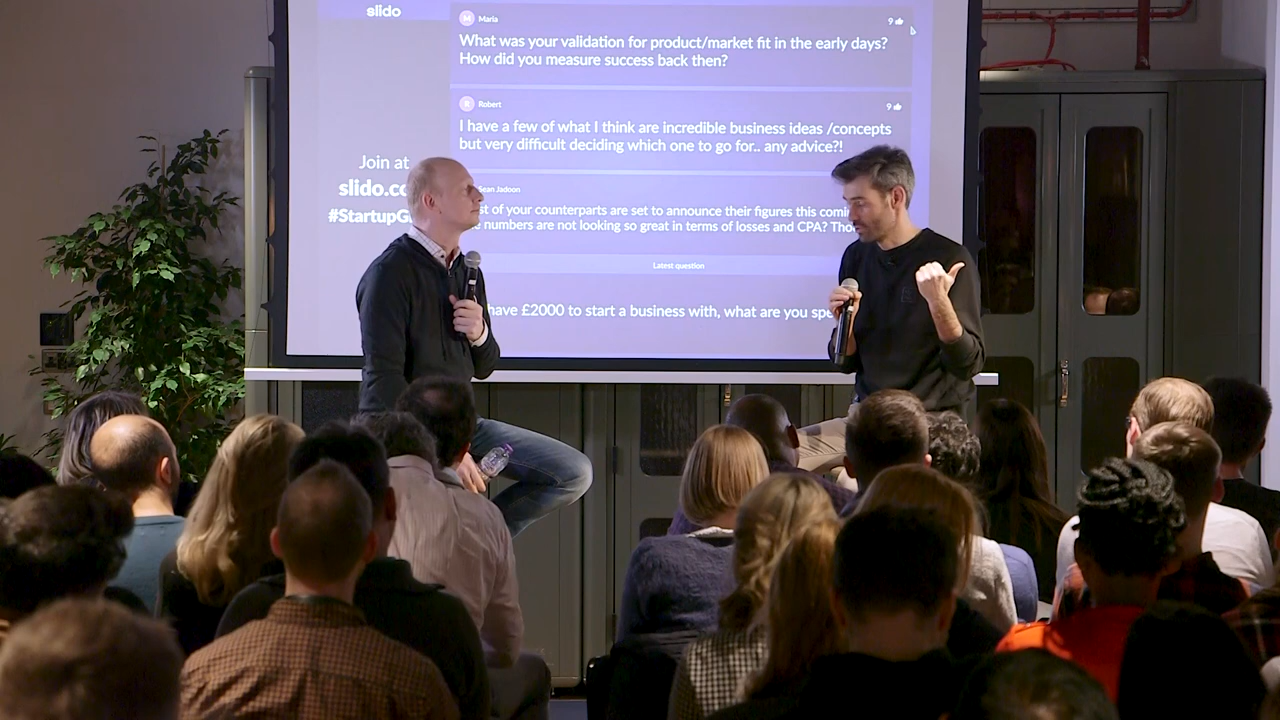 slido
M Maria
9
What was your validation for product/market fit in the early days?
How did you measure success back then?
R Robert
9
I have a few of what I think are incredible business ideas /concepts
but very difficult deciding which one to go for.. any advice?!
Join at
slido.co
#StartupG
Sean Jadoon
of your counterparts are set to announce their figures this
numbers are not looking so great in terms of losses and CPA?
Latest question
have £2000 to start a business with, what are you